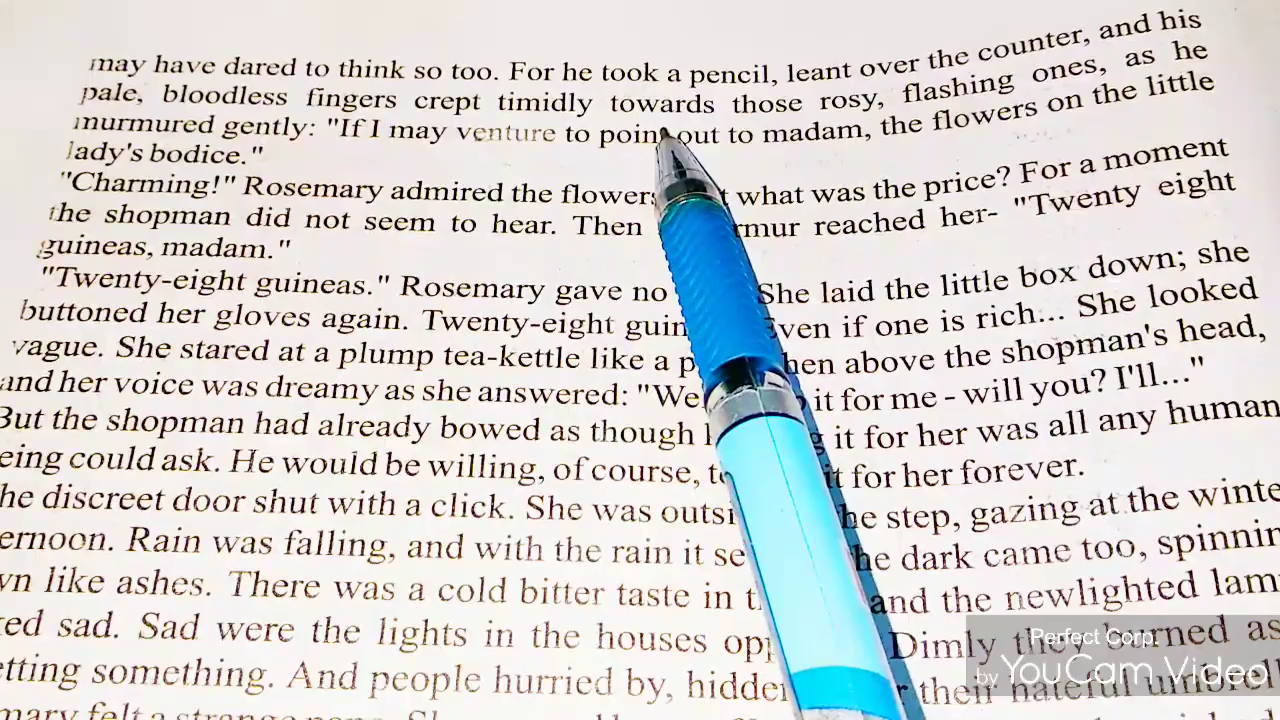 may have dared to think so too. For he took a pencil, leant over the counter, and his
pale, bloodless fingers crept timidly towards those rosy, flashing ones, as he
murmured gently: "If I may venture to point out to madam, the flowers on the little
lady's bodice."
"Charming!" Rosemary admired the flowers what was the price? For a moment
the shopman did not seem to hear. Then reached her- "Twenty eight
guineas, madam."
"Twenty-eight guineas." Rosemary gave no She laid the little box down; she
buttoned her gloves again. Twenty-eight Even if one is rich... She looked
vague. She stared at a plump tea-kettle like a above the shopman's head,
and her voice was dreamy as she answered: it for me - will you? I'll..."
But the shopman had already bowed as though it for her was all any human
eing could ask. He would be willing, of course, it for her forever.
he discreet door shut with a click. She was he step, gazing at the winte
ernoon. Rain was falling, and with the rain it he dark came too, spinnin
wn like ashes. There was a cold bitter taste in and the newlighted lam
ted sad. Sad were the lights in the houses Dimly they burned as
etting something. And people hurried by, their hateful umbrell
mary felt a strange
Perfect Corp.
by YouCam Video